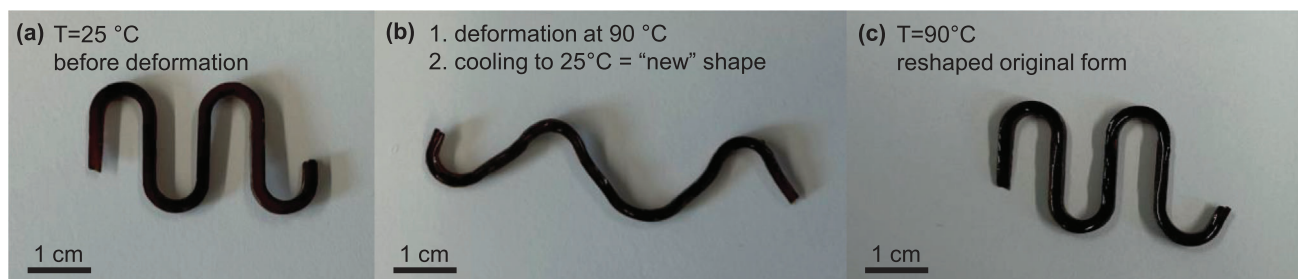 (a) T=25 °C
before deformation
1 cm
(b) 1. deformation at 90 °C
2. cooling to 25°C = “new” shape
1 cm
(c) T=90°C
reshaped original form
1 cm